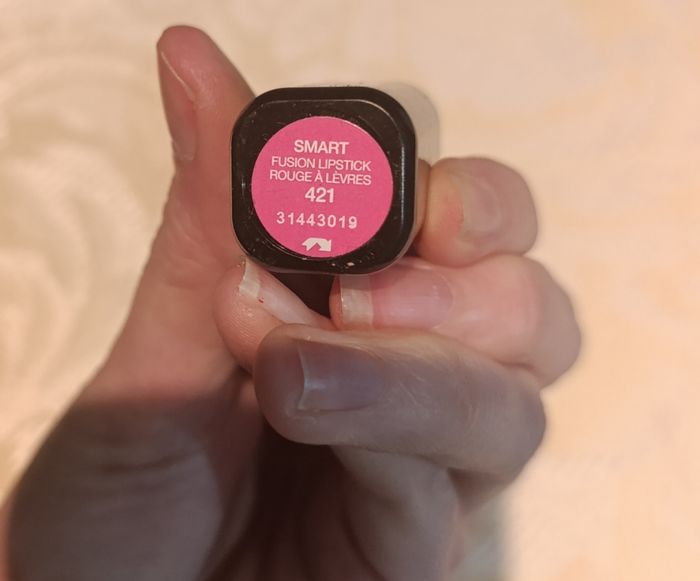 SMART
FUSION LIPSTICK
ROUGE À LÈVRES
421
31443019